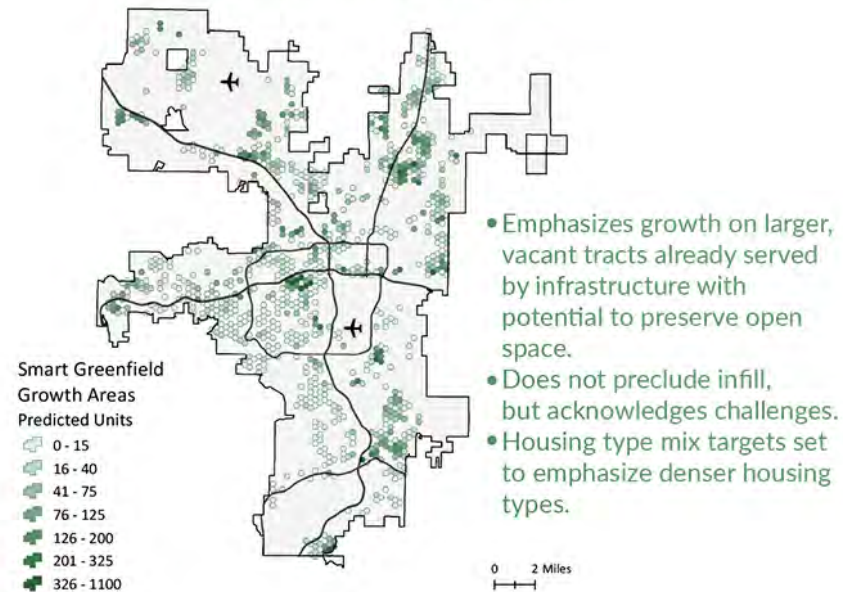 • Emphasizes growth on larger,
vacant tracts already served
by infrastructure with
potential to preserve open
space.
• Does not preclude infill,
but acknowledges challenges.
• Housing type mix targets set
to emphasize denser housing
types.
Smart Greenfield
Growth Areas
Predicted Units
0 - 15
16 - 40
41 - 75
76 - 125
126 - 200
201 - 325
326 - 1100
0 2 Miles